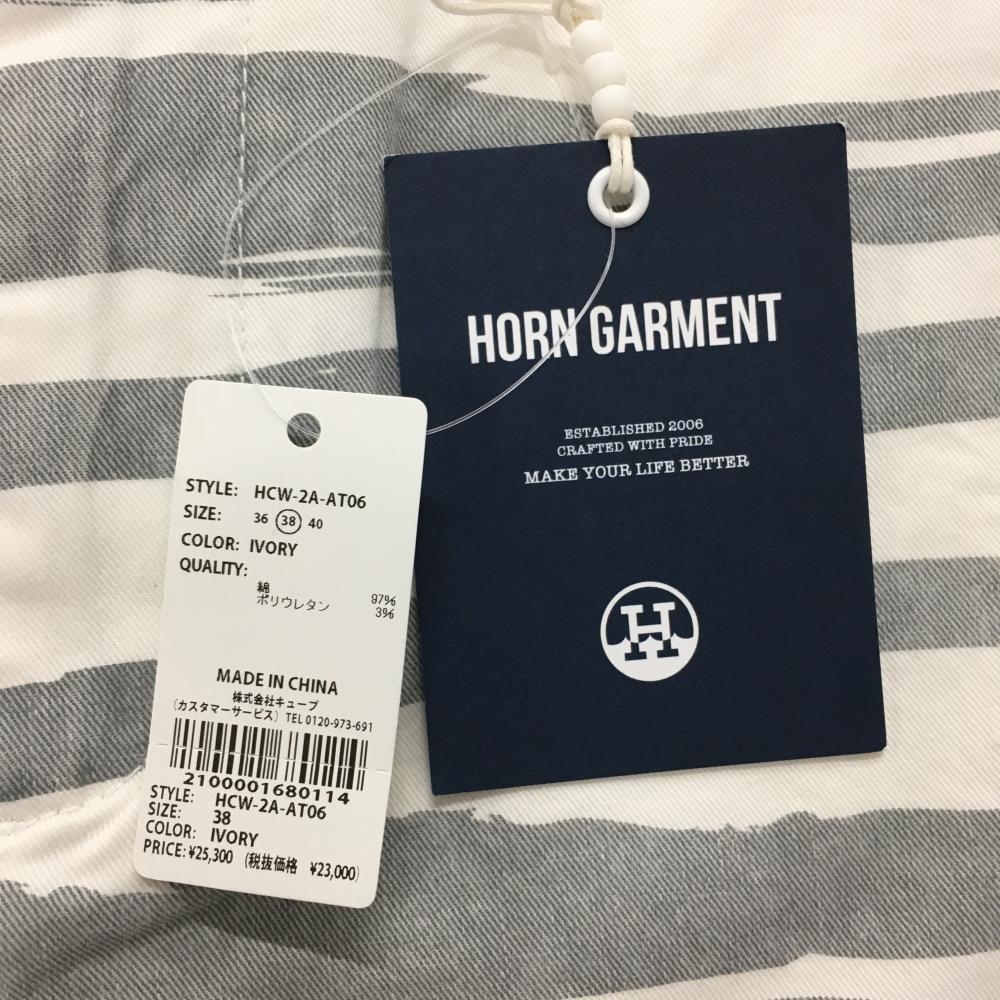 HORN GARMENT
ESTABLISHED 2006
CRAFTED WITH PRIDE
MAKE YOUR LIFE BETTER
H
STYLE: HCW-2A-AT06
SIZE: 36 38 40
COLOR: IVORY
QUALITY:
綿 97%
ポリウレタン 3%
MADE IN CHINA
株式会社キューブ
(カスタマーサービス) TEL 0120-973-691
2100001680114
STYLE: HCW-2A-AT06
SIZE: 38
COLOR: IVORY
PRICE: ¥25,300 (税抜価格 ¥23,000)